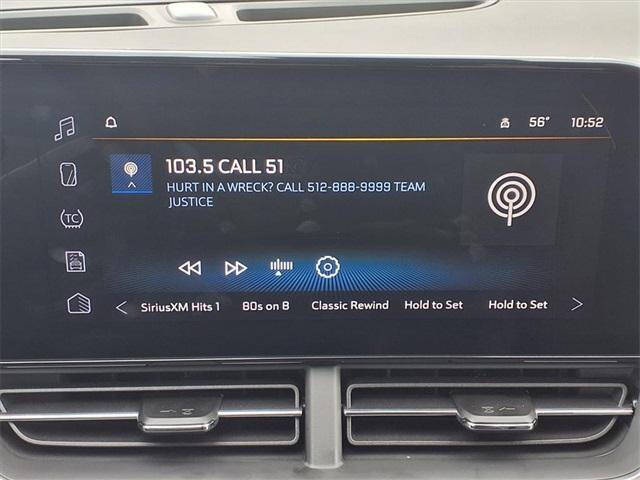 56° 10:52
103.5 CALL 51
HURT IN A WRECK? CALL 512-888-9999 TEAM
JUSTICE
TC
SiriusXM Hits 1 80s on 8 Classic Rewind Hold to Set Hold to Set